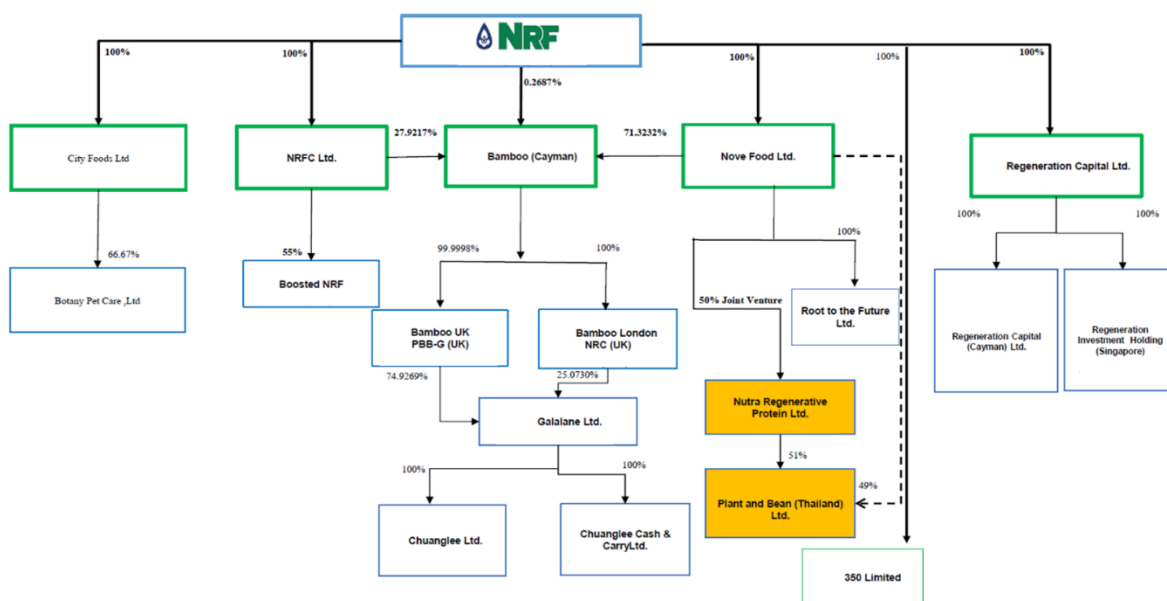 NRF
100%
100%
0.2687%
100%
100%
100%
City Foods Ltd
NRFC Ltd.
27.9217%
Bamboo (Cayman)
71.3232%
Nove Food Ltd.
Regeneration Capital Ltd.
66.67%
55%
99.9998%
100%
100%
100%
100%
Botany Pet Care ,Ltd
Boosted NRF
50% Joint Venture
Bamboo UK
PBB-G (UK)
Bamboo London
NRC (UK)
Root to the Future
Ltd.
Regeneration Capital
(Cayman) Ltd.
Regeneration
Investment Holding
(Singapore)
74.9269%
25.0730%
Galalane Ltd.
Nutra Regenerative
Protein Ltd.
100%
100%
51%
49%
Chuanglee Ltd.
Chuanglee Cash &
CarryLtd.
Plant and Bean (Thailand)
Ltd.
350 Limited